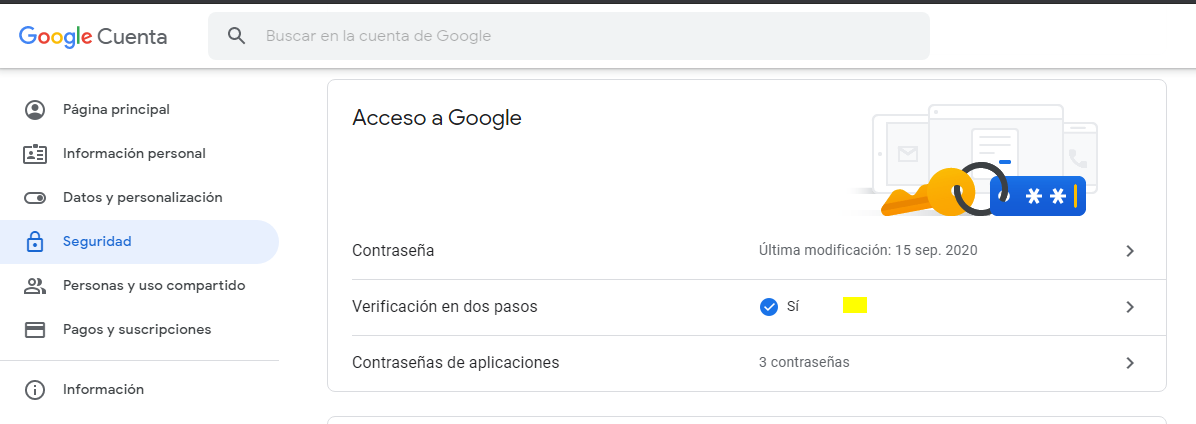 Google Cuenta
Buscar en la cuenta de Google
Página principal
Información personal
Datos y personalización
Seguridad
Personas y uso compartido
Pagos y suscripciones
Información
Acceso a Google
**
Contraseña Última modificación: 15 sep. 2020
Verificación en dos pasos Sí
Contraseñas de aplicaciones 3 contraseñas